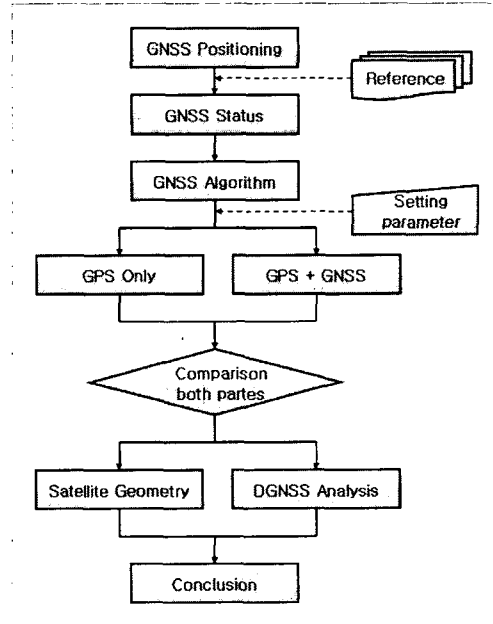 GNSS Positioning
Reference
GNSS Status
GNSS Algorithm
Setting
parameter
GPS Only
GPS + GNSS
Comparison
both partes
Satellite Geometry
DGNSS Analysis
Conclusion